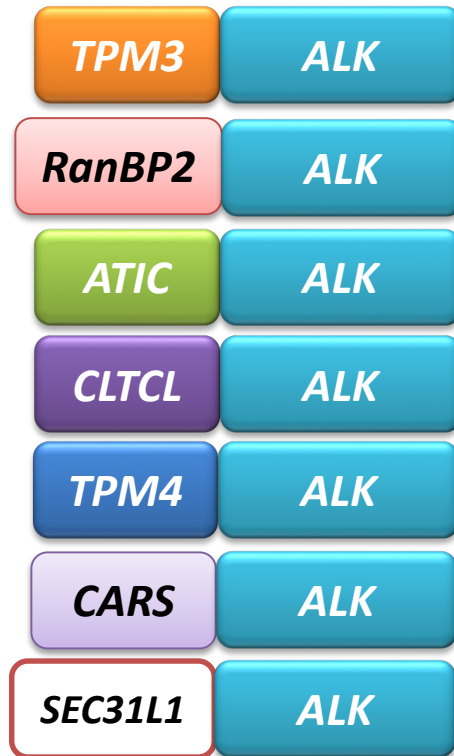 TPM3 ALK
RanBP2 ALK
ATIC ALK
CLTCL ALK
TPM4 ALK
CARS ALK
SEC31L1 ALK